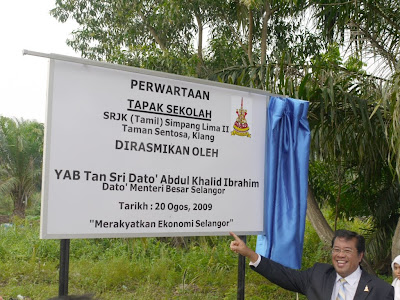 PERWARTAAN
TAPAK SEKOLAH
SRJK (Tamil) Simpang Lima II
Taman Sentosa, Klang
DIRASMIKAN OLEH
YAB Tan Sri Dato' Abdul Khalid Ibrahim
Dato' Menteri Besar Selangor
Tarikh : 20 Ogos, 2009
"Merakyatkan Ekonomi Selangor"